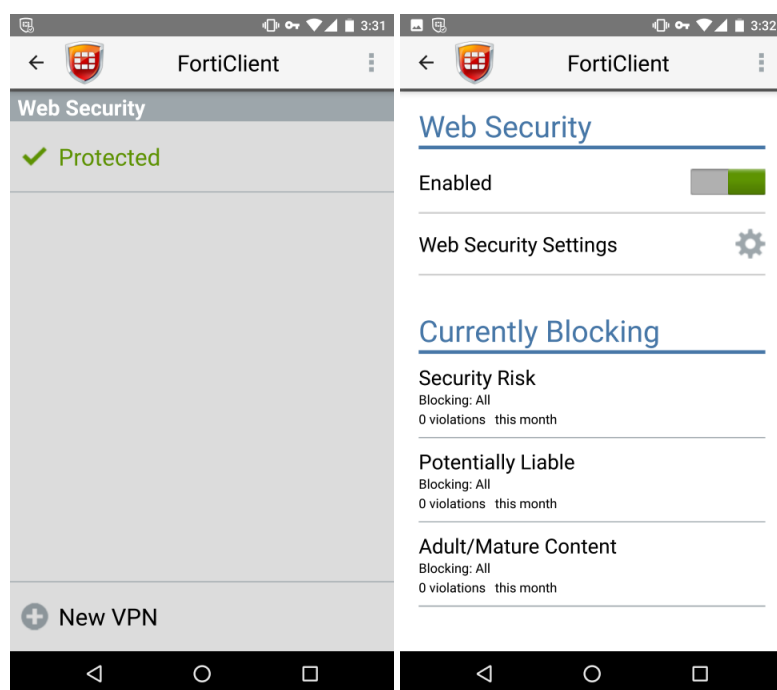 3:31
FortiClient
Web Security
Protected
New VPN
3:32
FortiClient
Web Security
Enabled
Web Security Settings
Currently Blocking
Security Risk
Blocking: All
0 violations this month
Potentially Liable
Blocking: All
0 violations this month
Adult/Mature Content
Blocking: All
0 violations this month